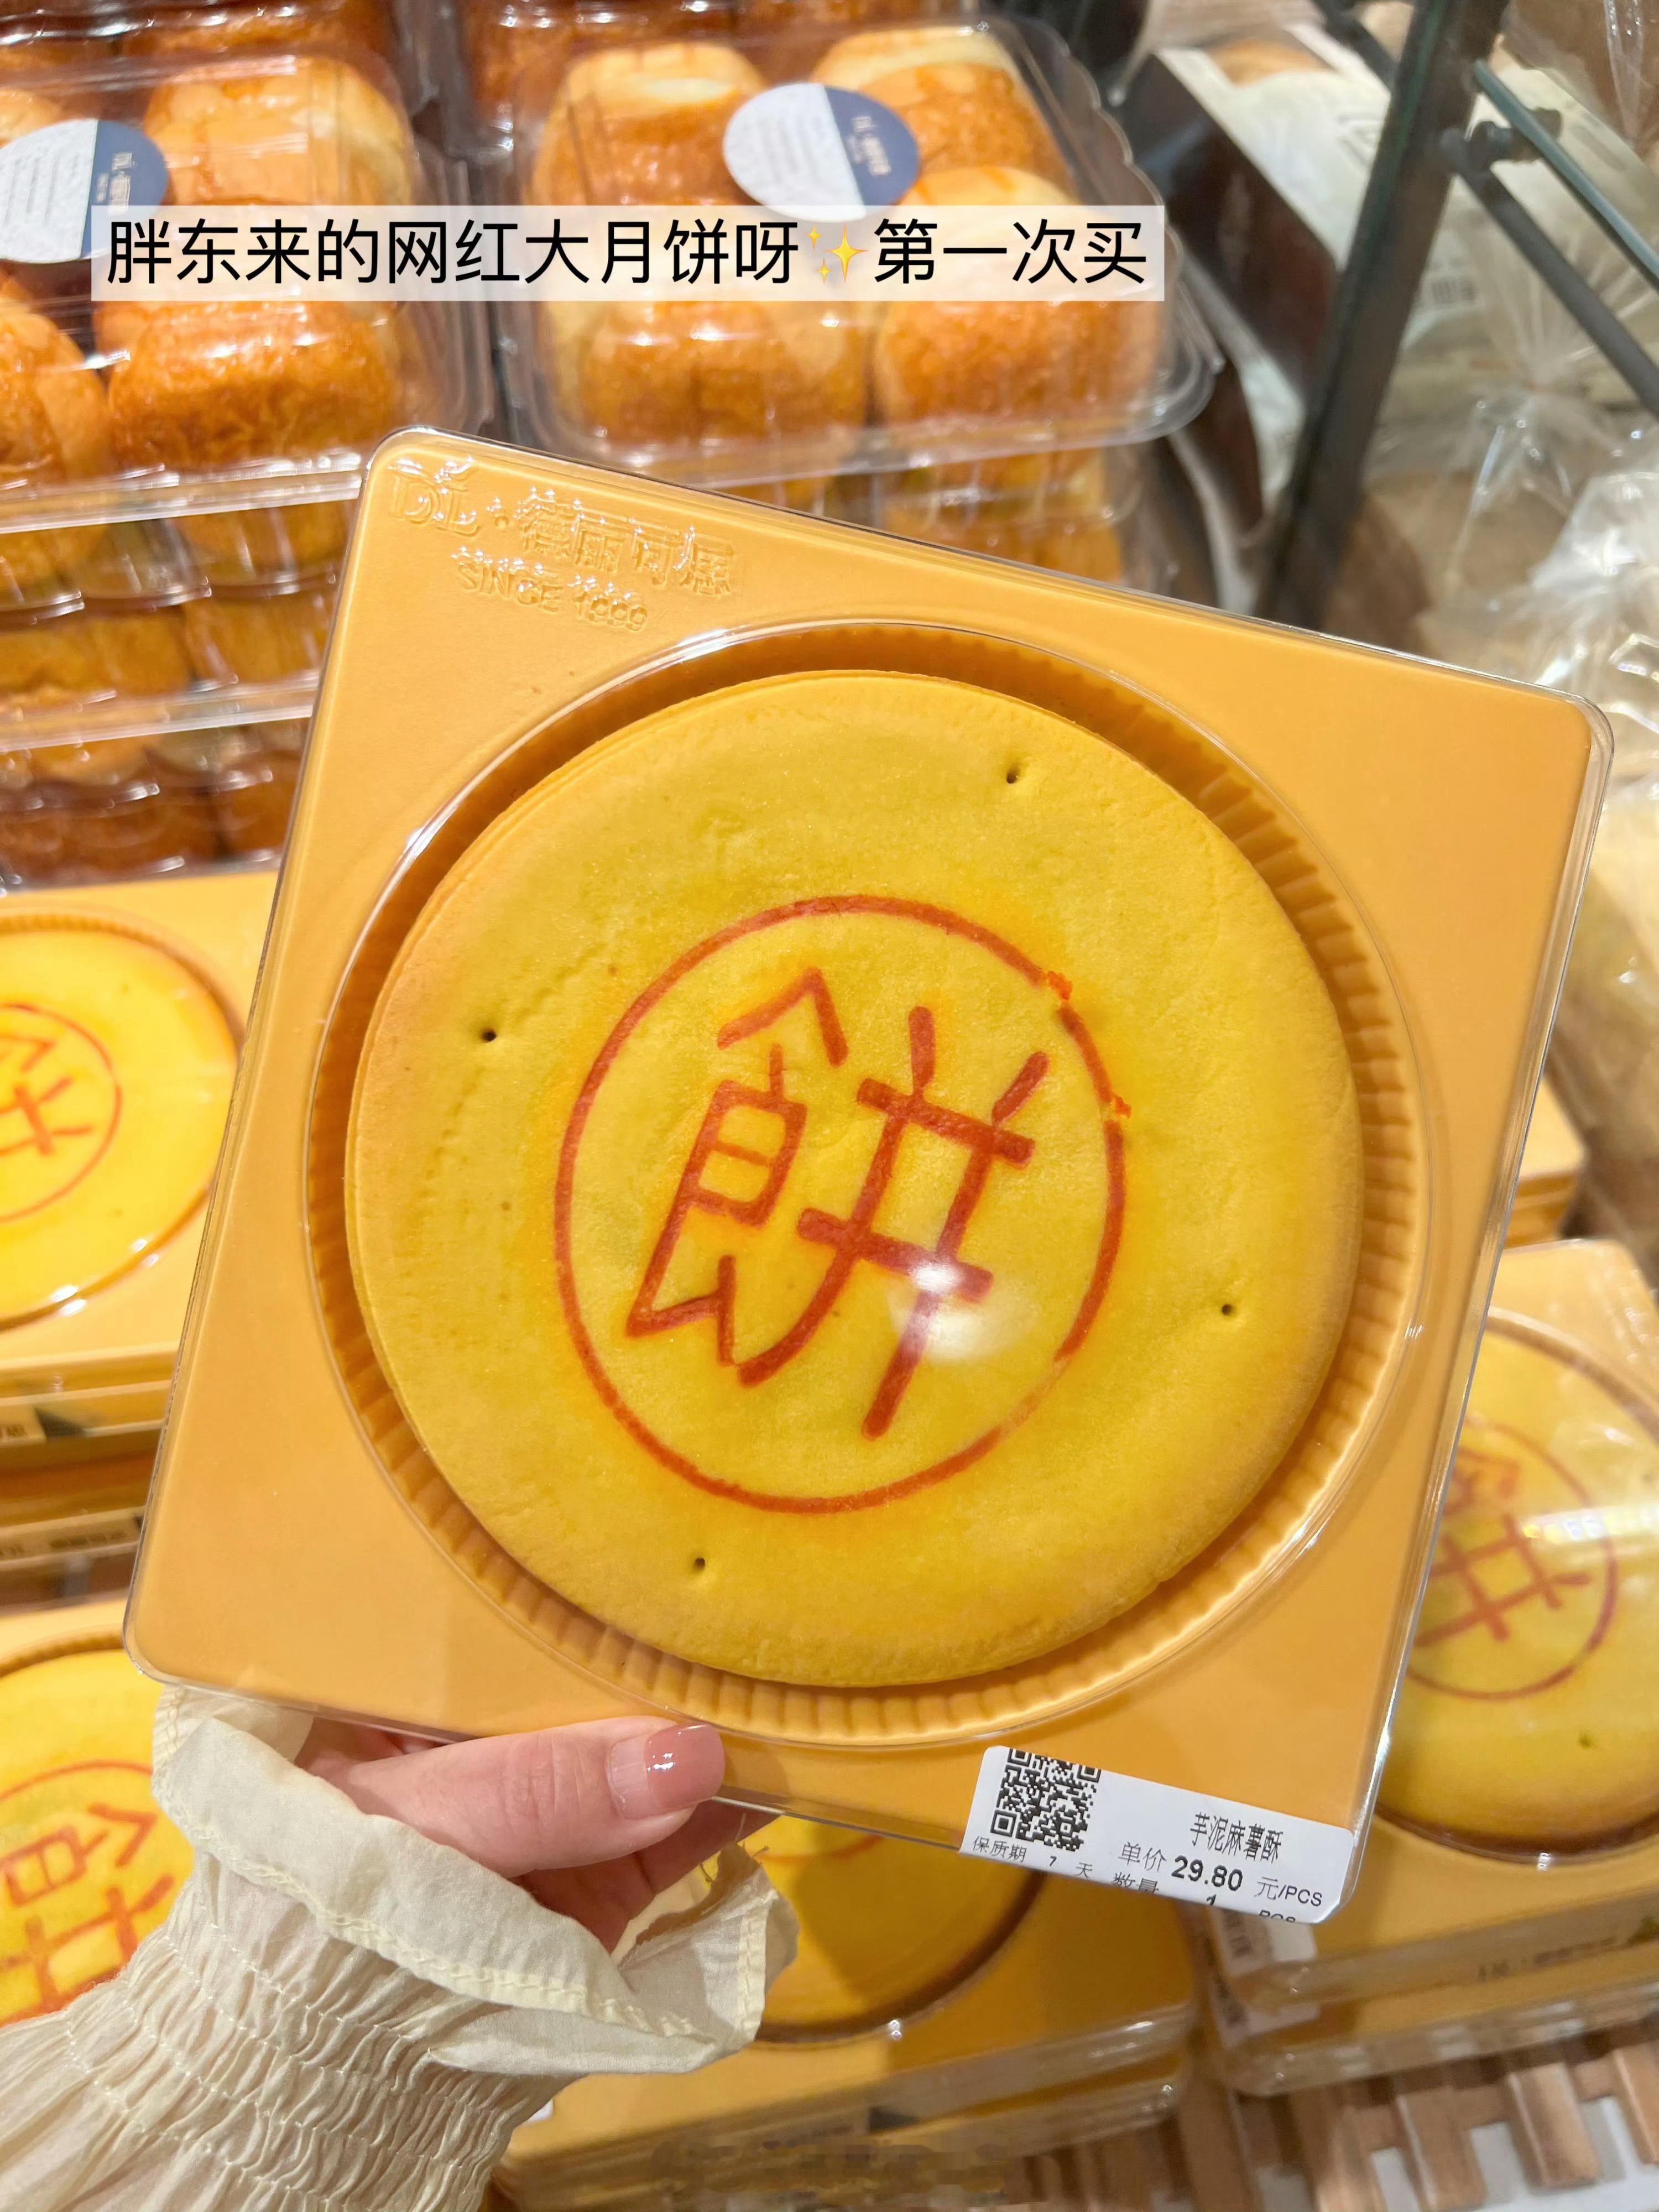 胖东来的网红大月饼呀✨第一次买
DL·薇丽可思
SINCE 1999
餅
芋泥麻薯酥
单价 29.80 元/PCS
保质期 7 天 数量 1 PCS